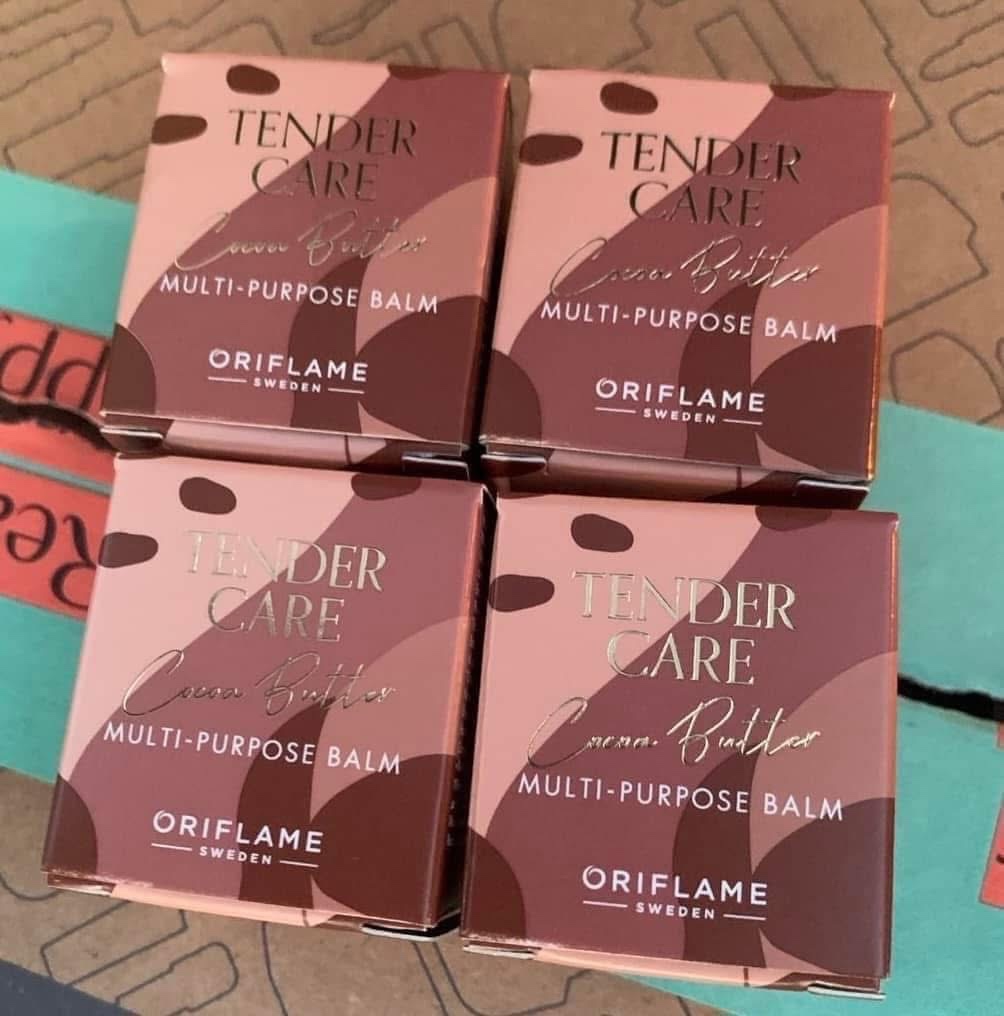 TENDER
CARE
Cocoa Butter
MULTI-PURPOSE BALM
ORIFLAME
SWEDEN
TENDER
CARE
Cocoa Butter
MULTI-PURPOSE BALM
ORIFLAME
SWEDEN
TENDER
CARE
Cocoa Butter
MULTI-PURPOSE BALM
ORIFLAME
SWEDEN
TENDER
CARE
Cocoa Butter
MULTI-PURPOSE BALM
ORIFLAME
SWEDEN